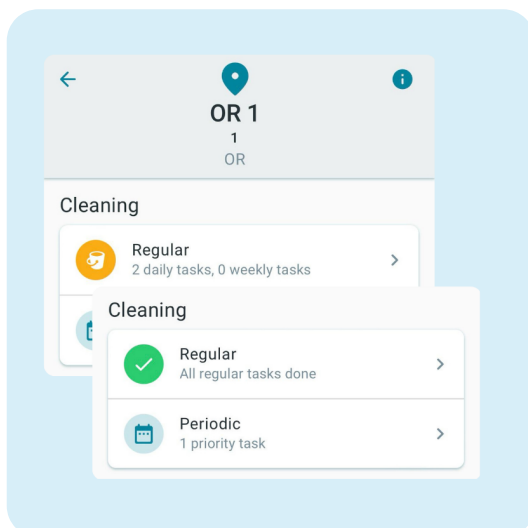 OR 1
1
OR
Cleaning
Regular
2 daily tasks, 0 weekly tasks
Cleaning
Regular
All regular tasks done
Periodic
1 priority task